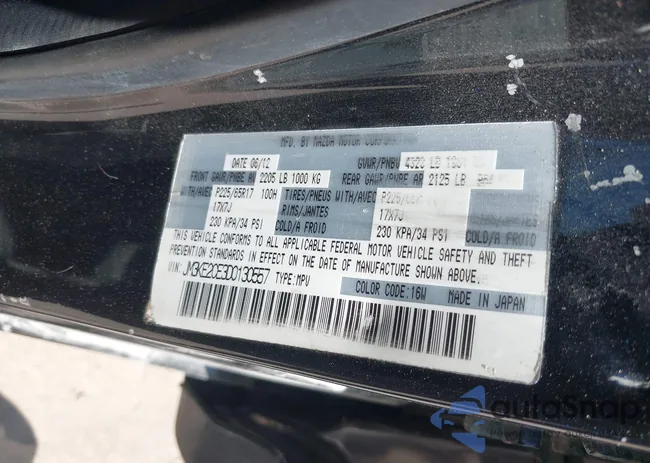 MFD. BY MAZDA MOTOR CORPORATION
DATE 06/12 GVWR/PNBV 4320 LB
FRONT GAWR/PNBE AV 2205 LB 1000 KG REAR GAWR/PNBE AR 2125 LB
WITH/AVEC P225/65R17 100H TIRES/PNEUS WITH/AVEC
17X7J RIMS/JANTES 17X7J
230 KPA/34 PSI COLD/A FROID 230 KPA/34 PSI COLD/A FROID
THIS VEHICLE CONFORMS TO ALL APPLICABLE FEDERAL MOTOR VEHICLE SAFETY AND THEFT
PREVENTION STANDARDS IN EFFECT ON THE DATE OF MANUFACTURE SHOWN ABOVE.
VIN: JM3KE2CE3D0130557 TYPE:MPV
COLOR CODE:16W MADE IN JAPAN
autoSnap